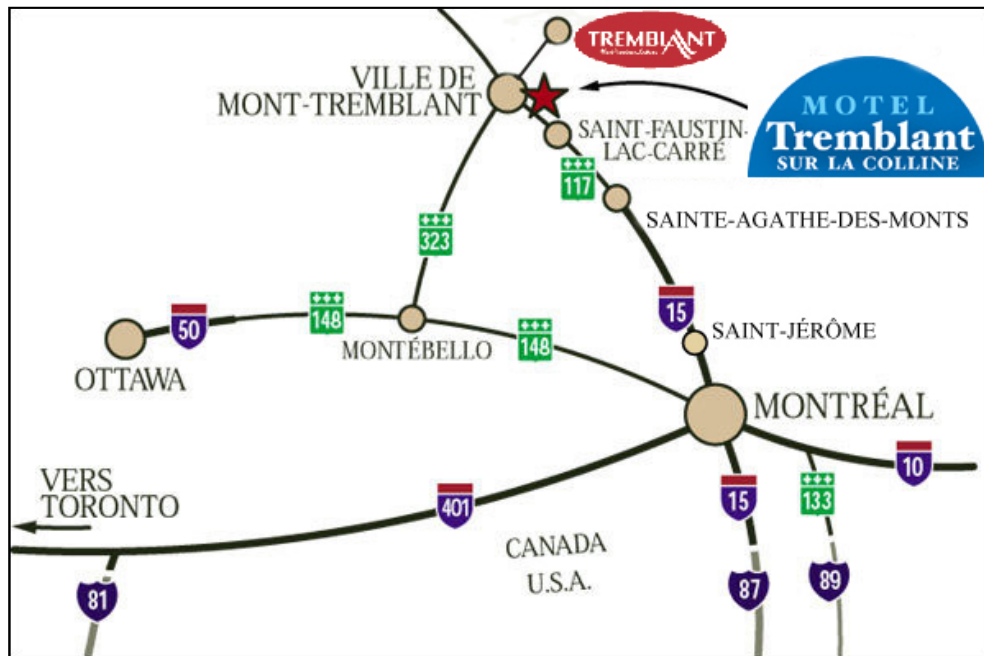 TREMBLANT
VILLE DE
MONT-TREMBLANT
MOTEL
Tremblant
SUR LA COLLINE
SAINT-FAUSTIN-
LAC-CARRÉ
117
SAINTE-AGATHE-DES-MONTS
323
15
50
148
148
SAINT-JÉRÔME
MONTÉBELLO
OTTAWA
MONTRÉAL
VERS
TORONTO
401
15
133
10
CANADA
U.S.A.
81
87
89